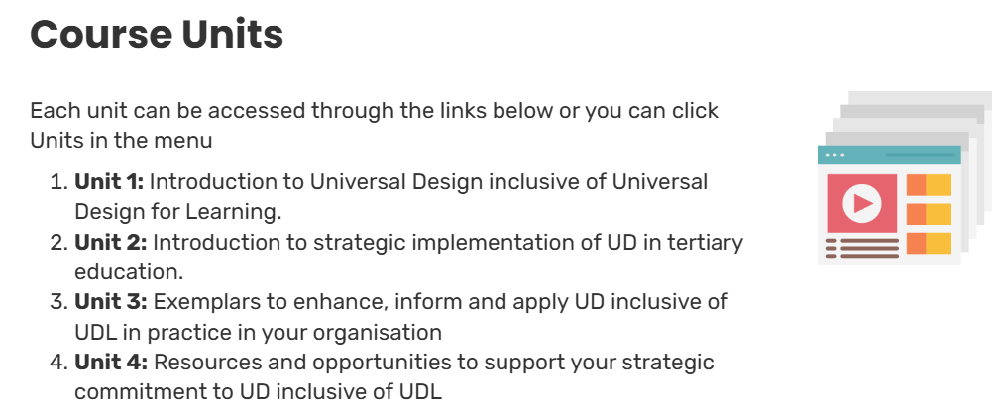 Course Units
Each unit can be accessed through the links below or you can click
Units in the menu
1. Unit 1: Introduction to Universal Design inclusive of Universal
Design for Learning.
2. Unit 2: Introduction to strategic implementation of UD in tertiary
education.
3. Unit 3: Exemplars to enhance, inform and apply UD inclusive of
UDL in practice in your organisation
4. Unit 4: Resources and opportunities to support your strategic
commitment to UD inclusive of UDL